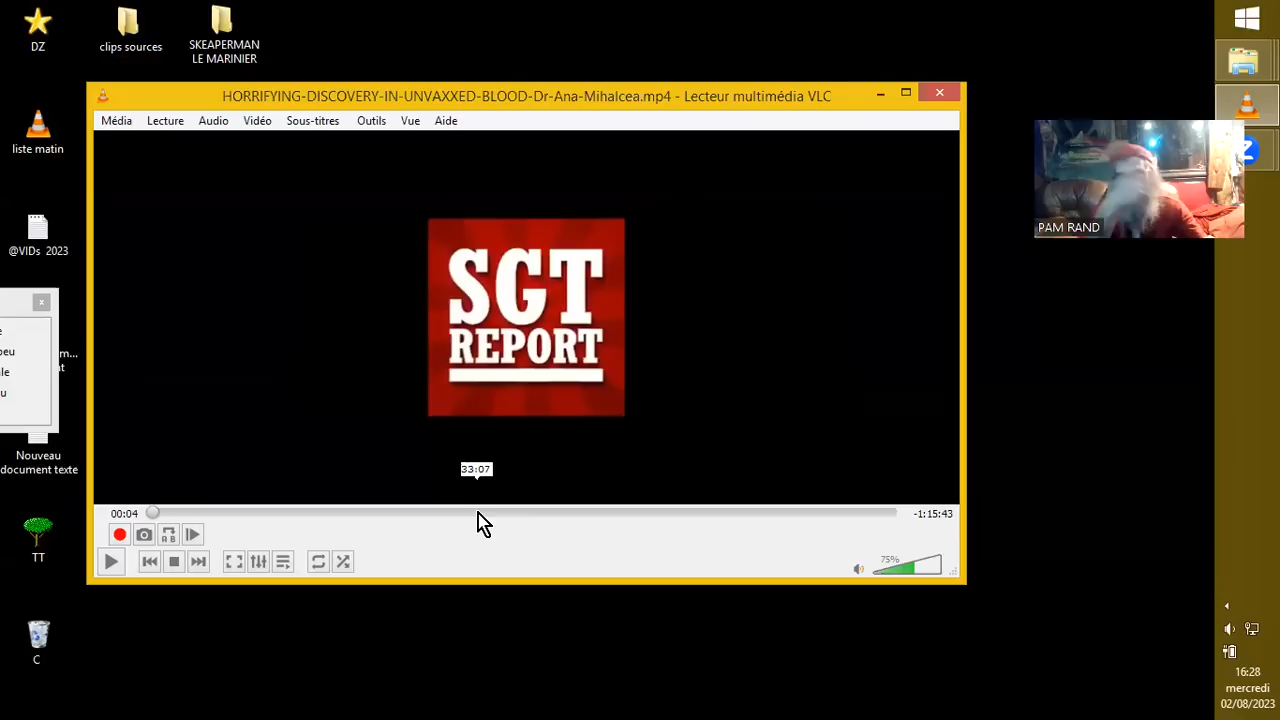 DZ
clips sources
SKEAPERMAN
LE MARINIER
HORRIFYING-DISCOVERY-IN-UNVAXXED-BLOOD-Dr-Ana-Mihalcea.mp4 - Lecteur multimédia VLC
Média Lecture Audio Vidéo Sous-titres Outils Vue Aide
liste matin
SGT
REPORT
PAM RAND
@VIDs 2023
x
Nouveau
document texte
33:07
00:04
-1:15:43
A B
75%
TT
C
16:28
mercredi
02/08/2023